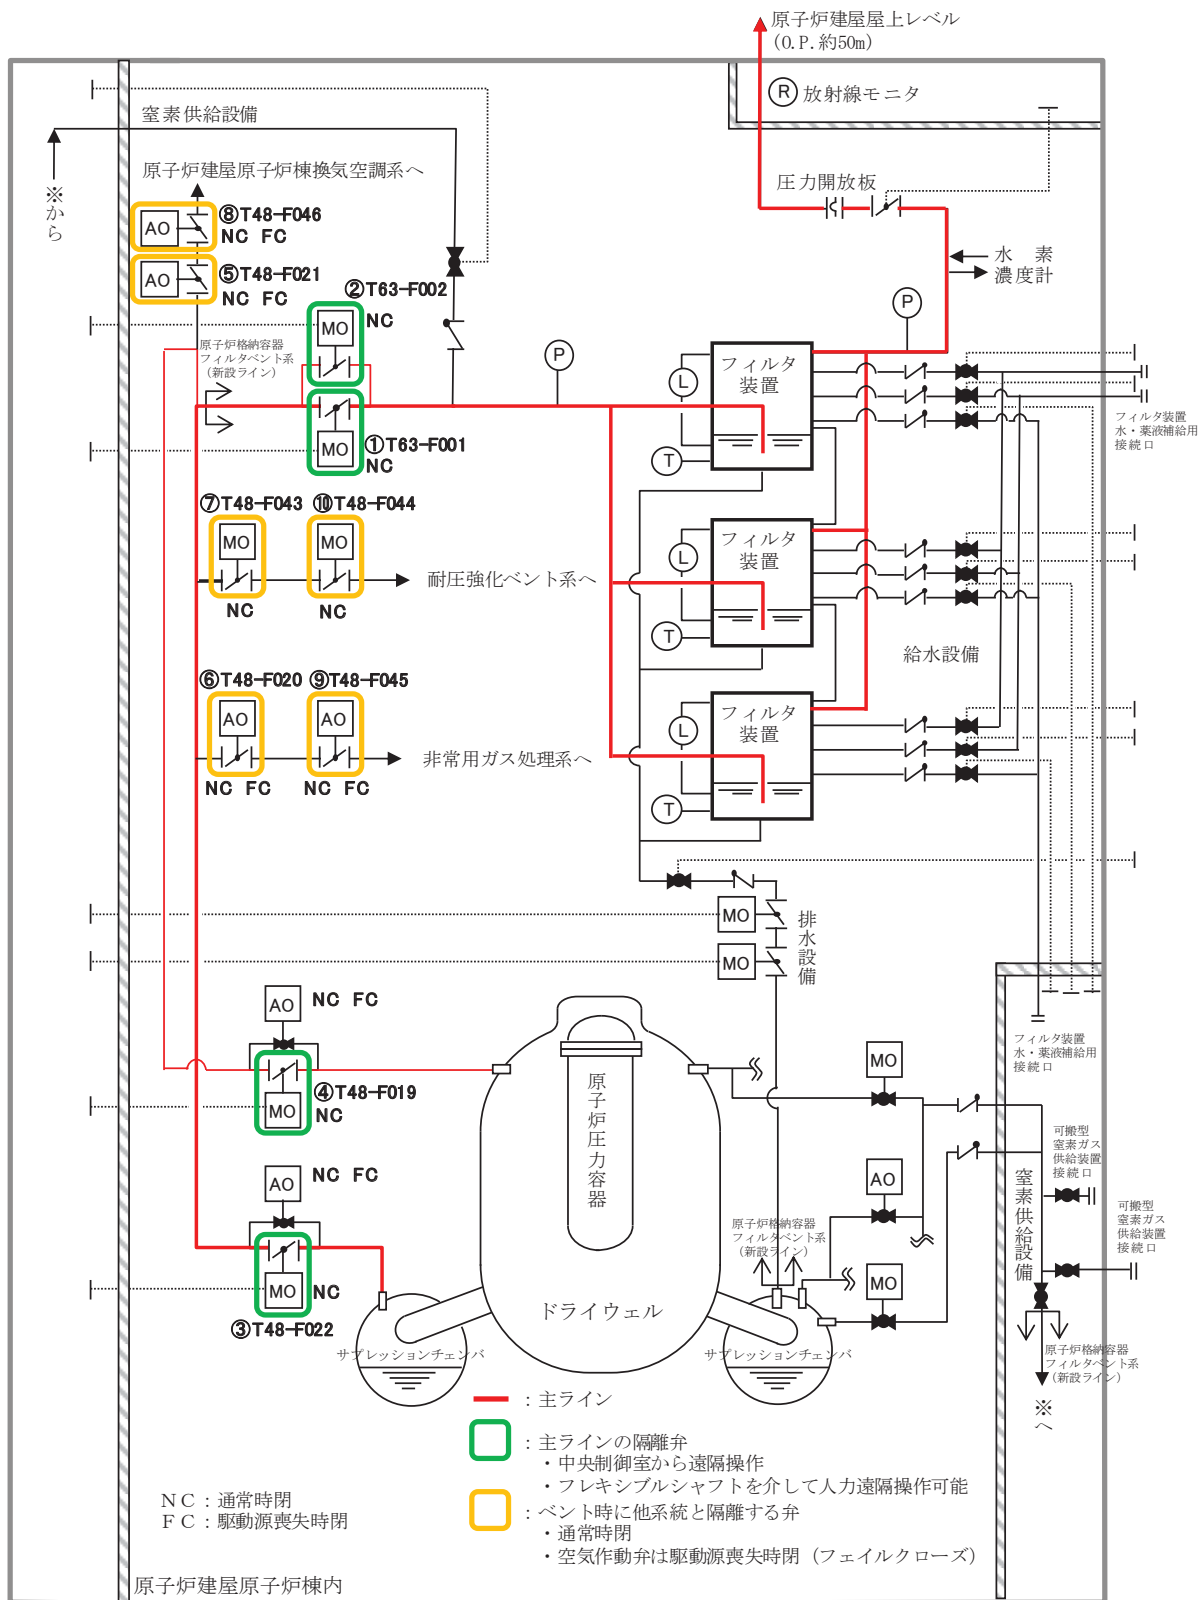 原子炉建屋屋上レベル
(O.P.約50m)
R 放射線モニタ
窒素供給設備
原子炉建屋原子炉棟換気空調系へ
※から
圧力開放板
AO
⑧T48-F046
NC FC
AO
⑤T48-F021
NC FC
水素
濃度計
②T63-F002
NC
MO
P
P
原子炉格納容器
フィルタベント系
(新設ライン)
MO
①T63-F001
NC
フィルタ
装置
L
T
フィルタ装置
水・薬液補給用
接続口
⑦T48-F043
⑩T48-F044
MO
MO
NC
NC
耐圧強化ベント系へ
フィルタ
装置
L
T
給水設備
⑥T48-F020
⑨T48-F045
AO
AO
NC FC
NC FC
非常用ガス処理系へ
フィルタ
装置
L
T
MO
MO
排水設備
AO
NC FC
MO
④T48-F019
NC
AO
NC FC
MO
NC
③T48-F022
原子炉圧力容器
ドライウェル
サプレッションチェンバ
サプレッションチェンバ
フィルタ装置
水・薬液補給用
接続口
MO
AO
MO
原子炉格納容器
フィルタベント系
(新設ライン)
可搬型
窒素ガス
供給装置
接続口
可搬型
窒素ガス
供給装置
接続口
窒素供給設備
原子炉格納容器
フィルタベント系
(新設ライン)
※へ
：主ライン
：主ラインの隔離弁
・中央制御室から遠隔操作
・フレキシブルシャフトを介して人力遠隔操作可能
：ベント時に他系統と隔離する弁
・通常時閉
・空気作動弁は駆動源喪失時閉（フェイルクローズ）
ＮＣ：通常時閉
ＦＣ：駆動源喪失時閉
原子炉建屋原子炉棟内